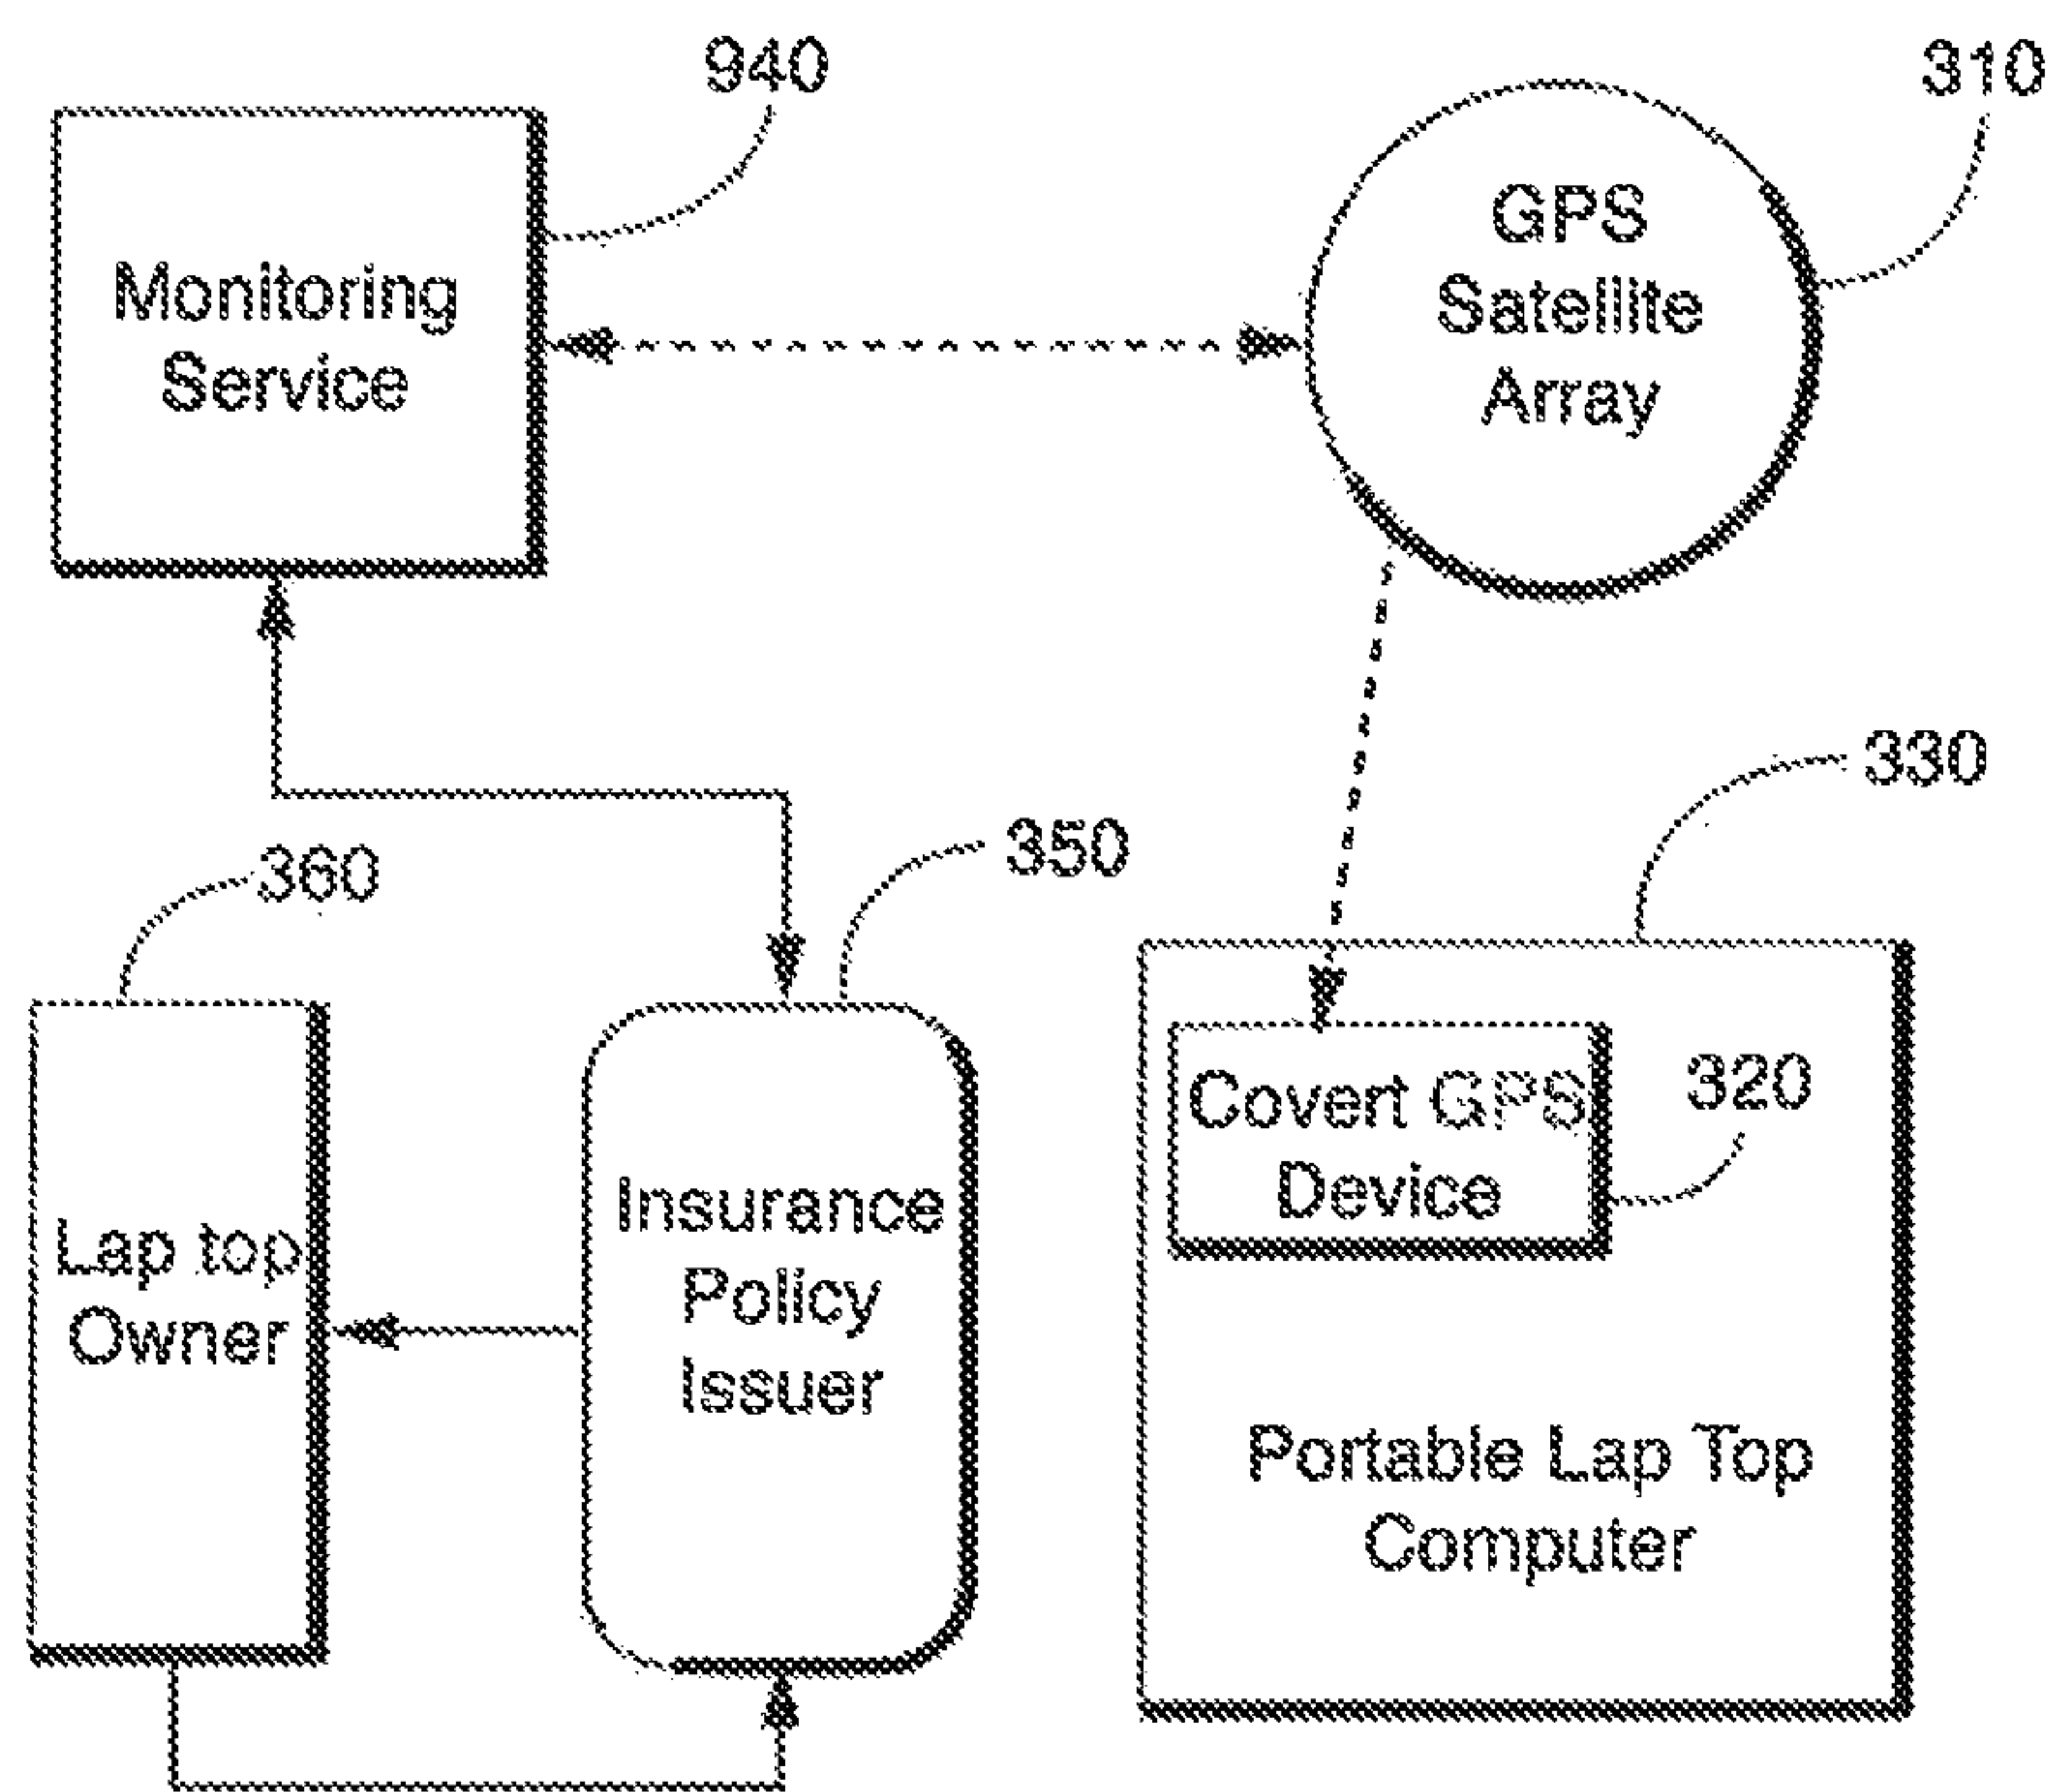 940
310
Monitoring
Service
GPS
Satellite
Array
330
350
360
Covert GPS
Device
320
Lap top
Owner
Insurance
Policy
Issuer
Portable Lap Top
Computer